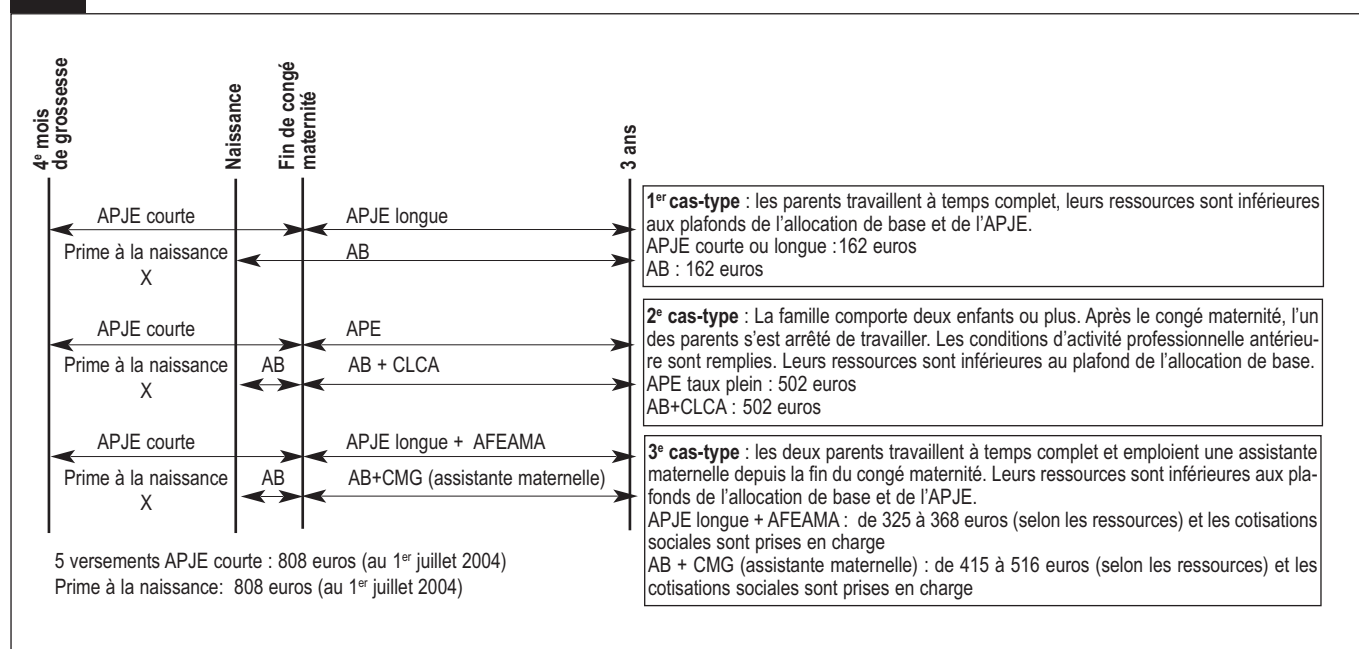 4e mois
de grossesse
Naissance
Fin de congé
maternité
3 ans
APJE courte
APJE longue
Prime à la naissance
X
AB
APJE courte
APE
Prime à la naissance
X
AB
AB + CLCA
APJE courte
APJE longue + AFEAMA
Prime à la naissance
X
AB
AB+CMG (assistante maternelle)
5 versements APJE courte : 808 euros (au 1er juillet 2004)
Prime à la naissance: 808 euros (au 1er juillet 2004)
1er cas-type : les parents travaillent à temps complet, leurs ressources sont inférieures
aux plafonds de l'allocation de base et de l'APJE.
APJE courte ou longue :162 euros
AB : 162 euros
2e cas-type : La famille comporte deux enfants ou plus. Après le congé maternité, l'un
des parents s'est arrêté de travailler. Les conditions d'activité professionnelle antérieu-
re sont remplies. Leurs ressources sont inférieures au plafond de l'allocation de base.
APE taux plein : 502 euros
AB+CLCA : 502 euros
3e cas-type : les deux parents travaillent à temps complet et emploient une assistante
maternelle depuis la fin du congé maternité. Leurs ressources sont inférieures aux pla-
fonds de l'allocation de base et de l'APJE.
APJE longue + AFEAMA : de 325 à 368 euros (selon les ressources) et les cotisations
sociales sont prises en charge
AB + CMG (assistante maternelle) : de 415 à 516 euros (selon les ressources) et les
cotisations sociales sont prises en charge